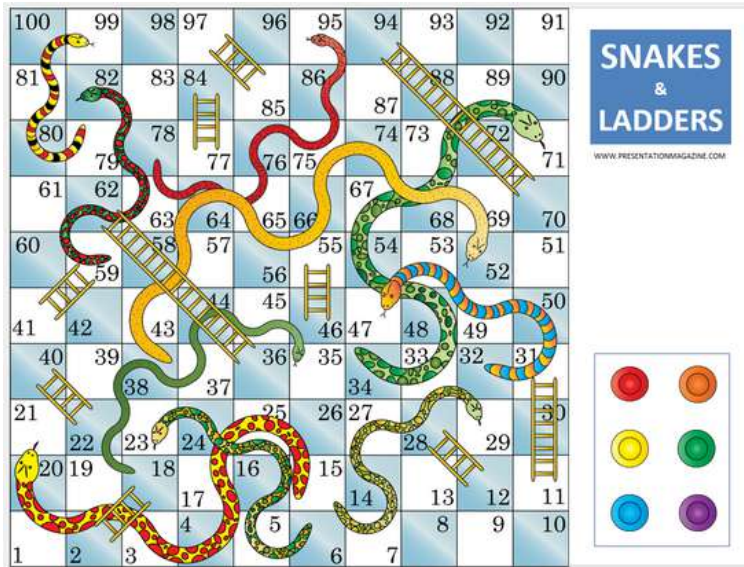 100 99 98 97 96 95 94 93 92 91
81 82 83 84 85 86 87 88 89 90
80 79 78 77 76 75 74 73 72 71
61 62 63 64 65 66 67 68 69 70
60 59 58 57 56 55 54 53 52 51
41 42 43 44 45 46 47 48 49 50
40 39 38 37 36 35 34 33 32 31
21 22 23 24 25 26 27 28 29 30
20 19 18 17 16 15 14 13 12 11
1 2 3 4 5 6 7 8 9 10
SNAKES
&
LADDERS
WWW.PRESENTATIONMAGAZINE.COM